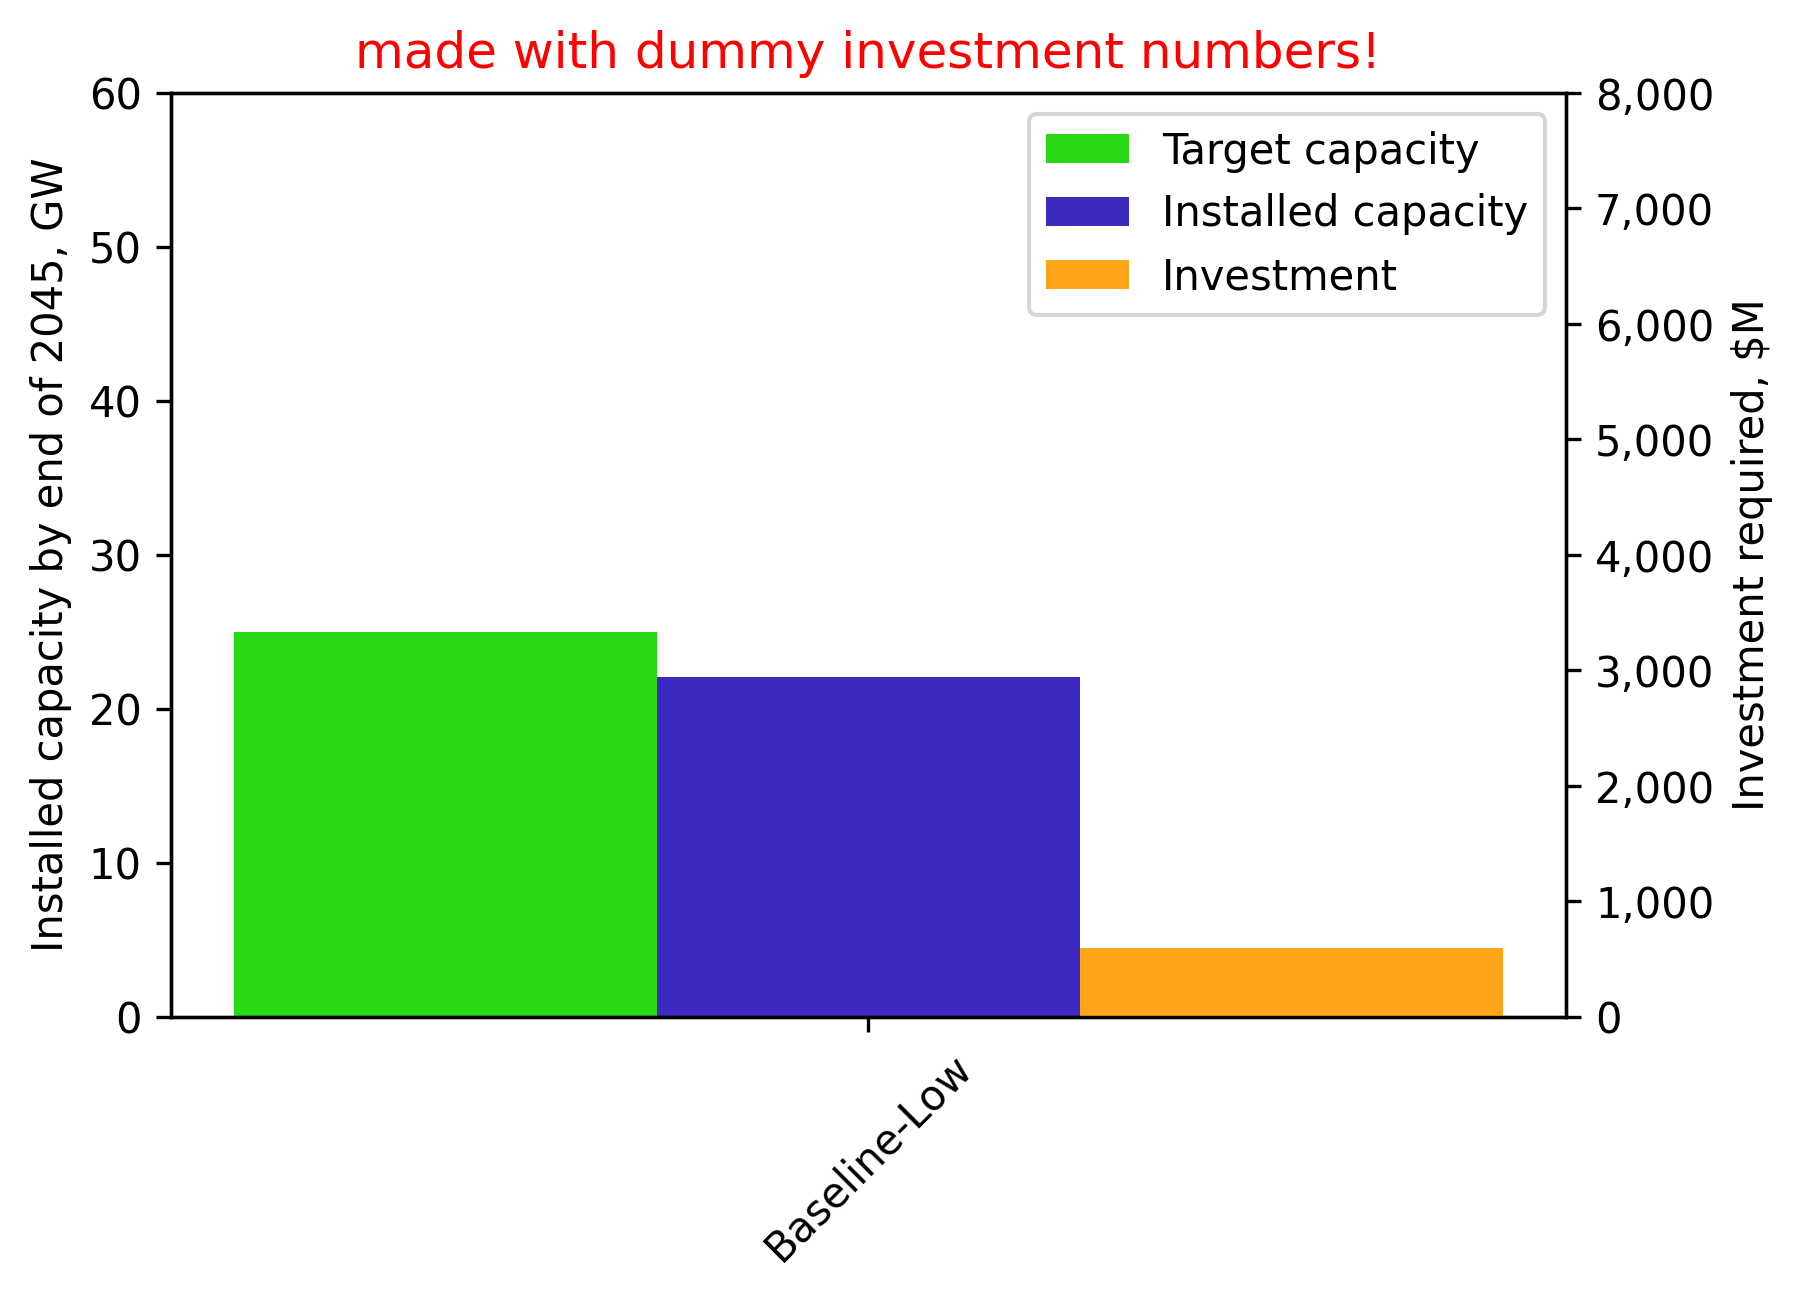 made with dummy investment numbers!
Installed capacity by end of 2045, GW
60
50
40
30
20
10
0
Target capacity
Installed capacity
Investment
8,000
7,000
6,000
5,000
4,000
3,000
2,000
1,000
0
Investment required, $M
Baseline-Low